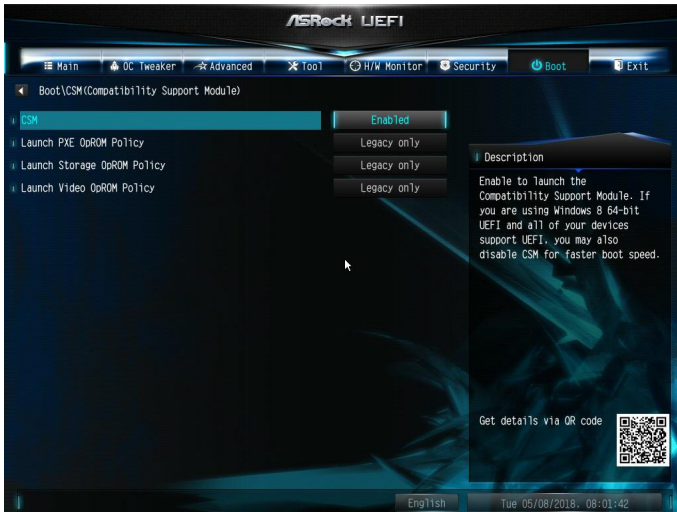 ASRock UEFI
Main OC Tweaker Advanced Tool H/W Monitor Security Boot Exit
Boot\CSM(Compatibility Support Module)
CSM Enabled
Launch PXE OpROM Policy Legacy only
Launch Storage OpROM Policy Legacy only
Launch Video OpROM Policy Legacy only
Description
Enable to launch the
Compatibility Support Module. If
you are using Windows 8 64-bit
UEFI and all of your devices
support UEFI, you may also
disable CSM for faster boot speed.
Get details via QR code
English Tue 05/08/2018, 08:01:42